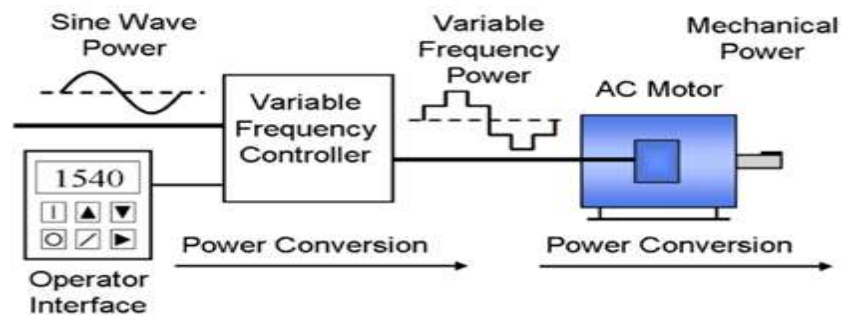 Sine Wave
Power
Variable
Frequency
Power
Mechanical
Power
AC Motor
Variable
Frequency
Controller
1540
Power Conversion
Power Conversion
Operator
Interface